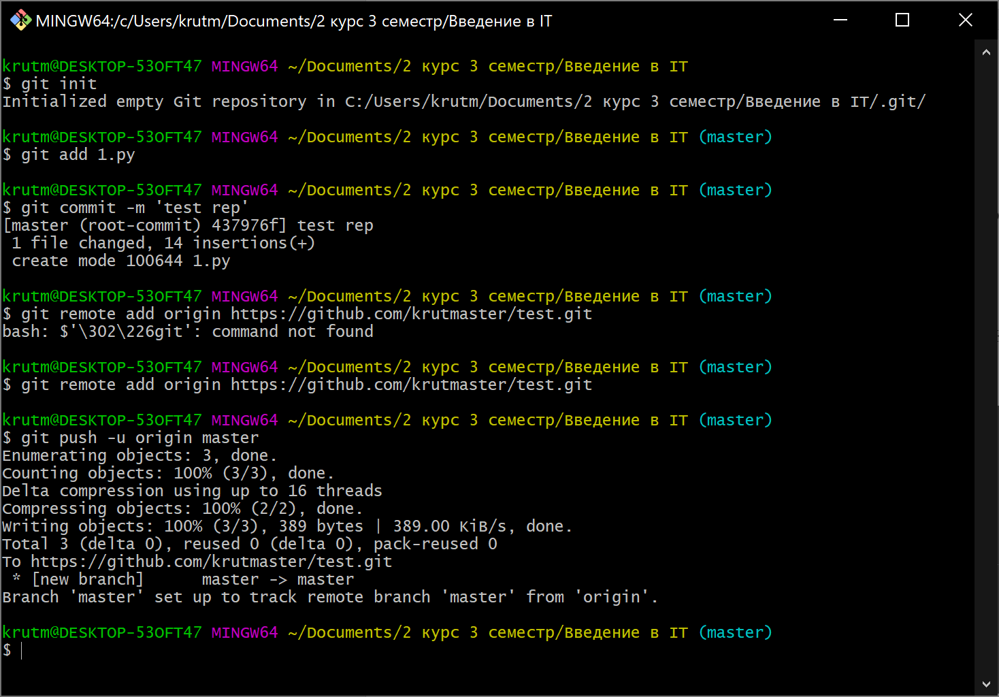 MINGW64:/c/Users/krutm/Documents/2 курс 3 семестр/Введение в IT
krutm@DESKTOP-53OFT47 MINGW64 ~/Documents/2 курс 3 семестр/Введение в IT
$ git init
Initialized empty Git repository in C:/Users/krutm/Documents/2 курс 3 семестр/Введение в IT/.git/
krutm@DESKTOP-53OFT47 MINGW64 ~/Documents/2 курс 3 семестр/Введение в IT (master)
$ git add 1.py
krutm@DESKTOP-53OFT47 MINGW64 ~/Documents/2 курс 3 семестр/Введение в IT (master)
$ git commit -m 'test rep'
[master (root-commit) 437976f] test rep
 1 file changed, 14 insertions(+)
 create mode 100644 1.py
krutm@DESKTOP-53OFT47 MINGW64 ~/Documents/2 курс 3 семестр/Введение в IT (master)
$ git remote add origin https://github.com/krutmaster/test.git
bash: $'\302\226git': command not found
krutm@DESKTOP-53OFT47 MINGW64 ~/Documents/2 курс 3 семестр/Введение в IT (master)
$ git remote add origin https://github.com/krutmaster/test.git
krutm@DESKTOP-53OFT47 MINGW64 ~/Documents/2 курс 3 семестр/Введение в IT (master)
$ git push -u origin master
Enumerating objects: 3, done.
Counting objects: 100% (3/3), done.
Delta compression using up to 16 threads
Compressing objects: 100% (2/2), done.
Writing objects: 100% (3/3), 389 bytes | 389.00 KiB/s, done.
Total 3 (delta 0), reused 0 (delta 0), pack-reused 0
To https://github.com/krutmaster/test.git
 * [new branch]      master -> master
Branch 'master' set up to track remote branch 'master' from 'origin'.
krutm@DESKTOP-53OFT47 MINGW64 ~/Documents/2 курс 3 семестр/Введение в IT (master)
$